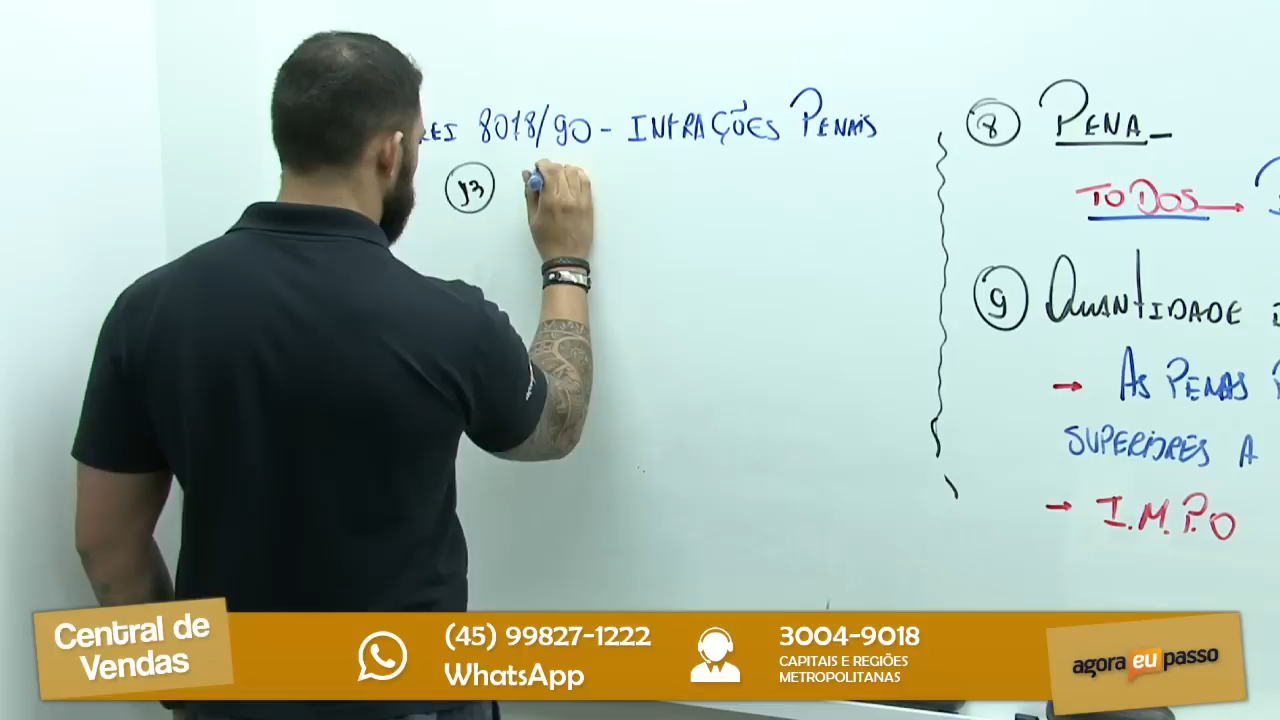 LEI 8078/90 - INFRAÇÕES PENAIS
13
8 PENA
TODOS
9 QUANTIDADE
AS PENAS
SUPERIORES A
I.M.P.O
Central de
Vendas
(45) 99827-1222
WhatsApp
3004-9018
CAPITAIS E REGIÕES
METROPOLITANAS
agora eu passo